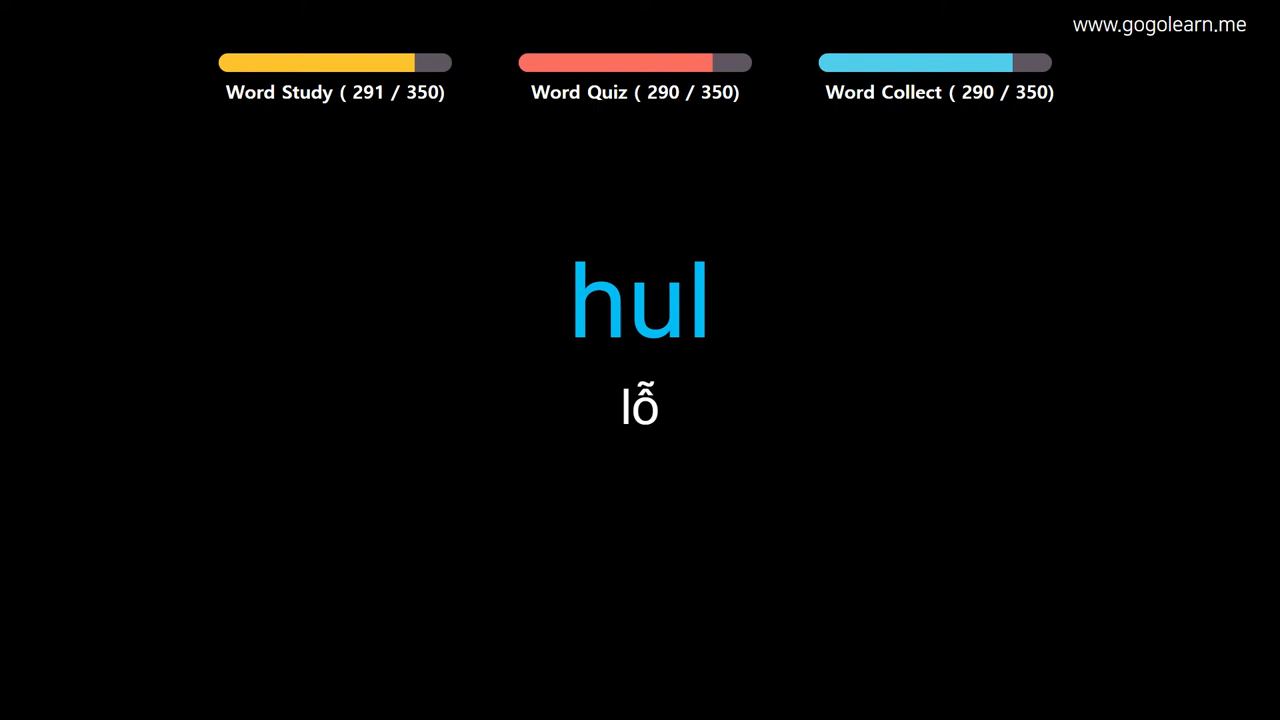 www.gogolearn.me
Word Study ( 291 / 350)
Word Quiz ( 290 / 350)
Word Collect ( 290 / 350)
hul
lỗ